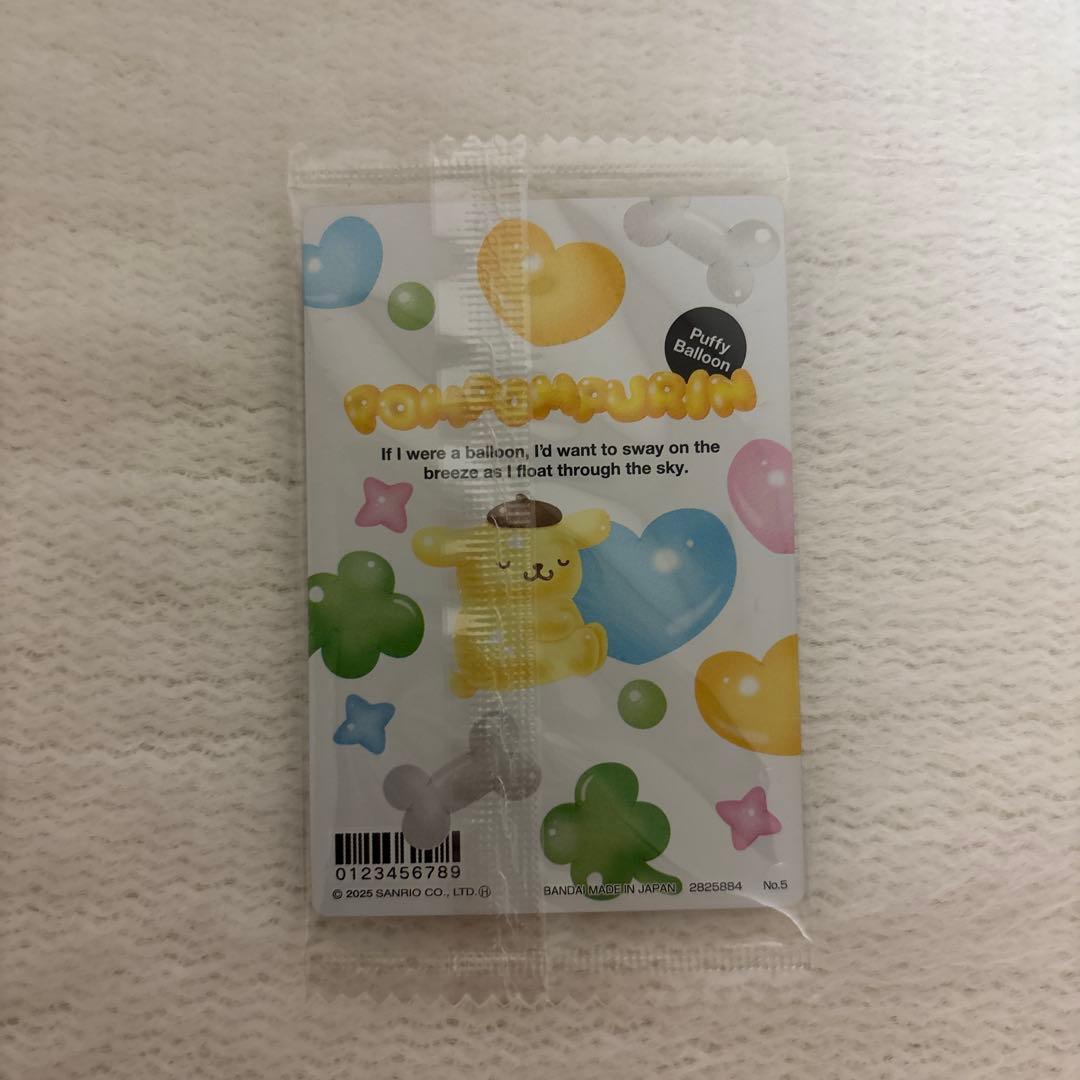 Puffy
Balloon
POMPOMPURIN
If I were a balloon, I'd want to sway on the
breeze as I float through the sky.
0123456789
© 2025 SANRIO CO., LTD. Ⓗ
BANDAI MADE IN JAPAN 2825884 No.5